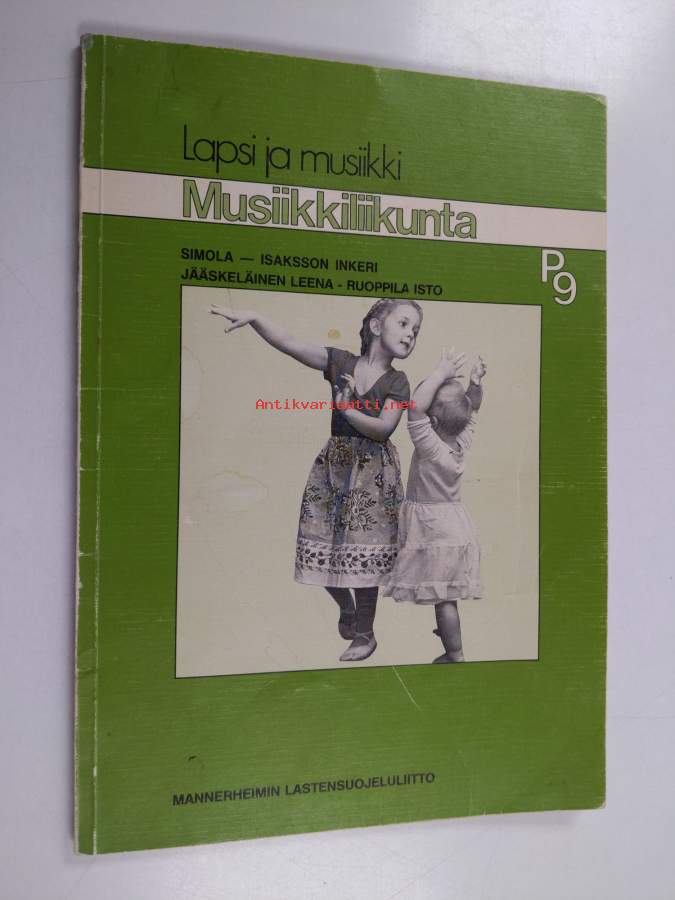 Lapsi ja musiikki
Musiikkiliikunta
SIMOLA — ISAKSSON INKERI
JÄÄSKELÄINEN LEENA - RUOPPILA ISTO
P9
Antikvariaatti.net
MANNERHEIMIN LASTENSUOJELULIITTO